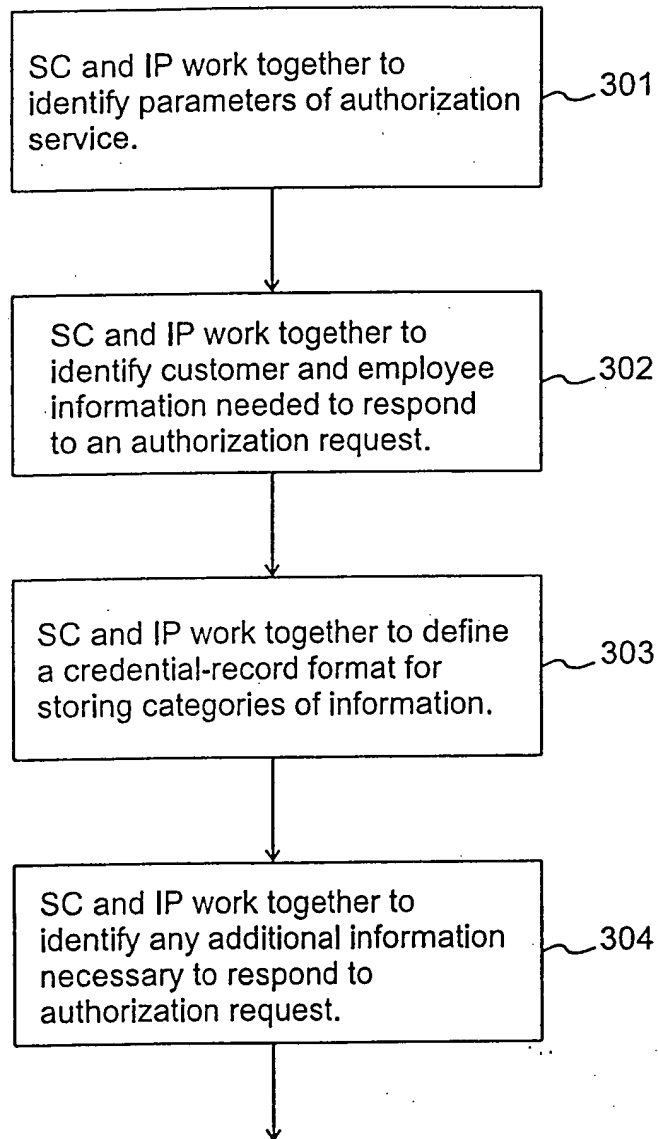 SC and IP work together to
identify parameters of authorization
service.
301
SC and IP work together to
identify customer and employee
information needed to respond
to an authorization request.
302
SC and IP work together to define
a credential-record format for
storing categories of information.
303
SC and IP work together to
identify any additional information
necessary to respond to
authorization request.
304